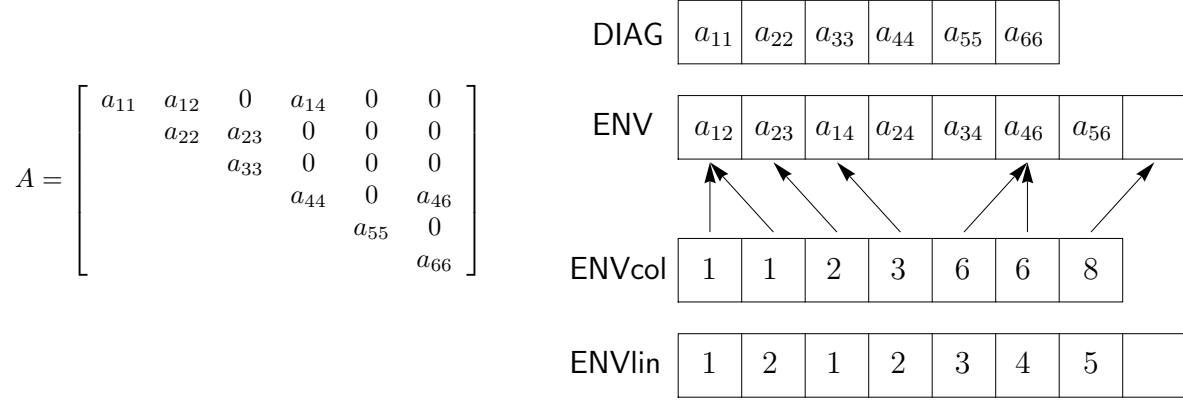 A =
a11 a12 0 a14 0 0
a22 a23 0 0 0
a33 0 0 0
a44 0 a46
a55 0
a66
DIAG a11 a22 a33 a44 a55 a66
ENV a12 a23 a14 a24 a34 a46 a56
ENVcol 1 1 2 3 6 6 8
ENVlin 1 2 1 2 3 4 5